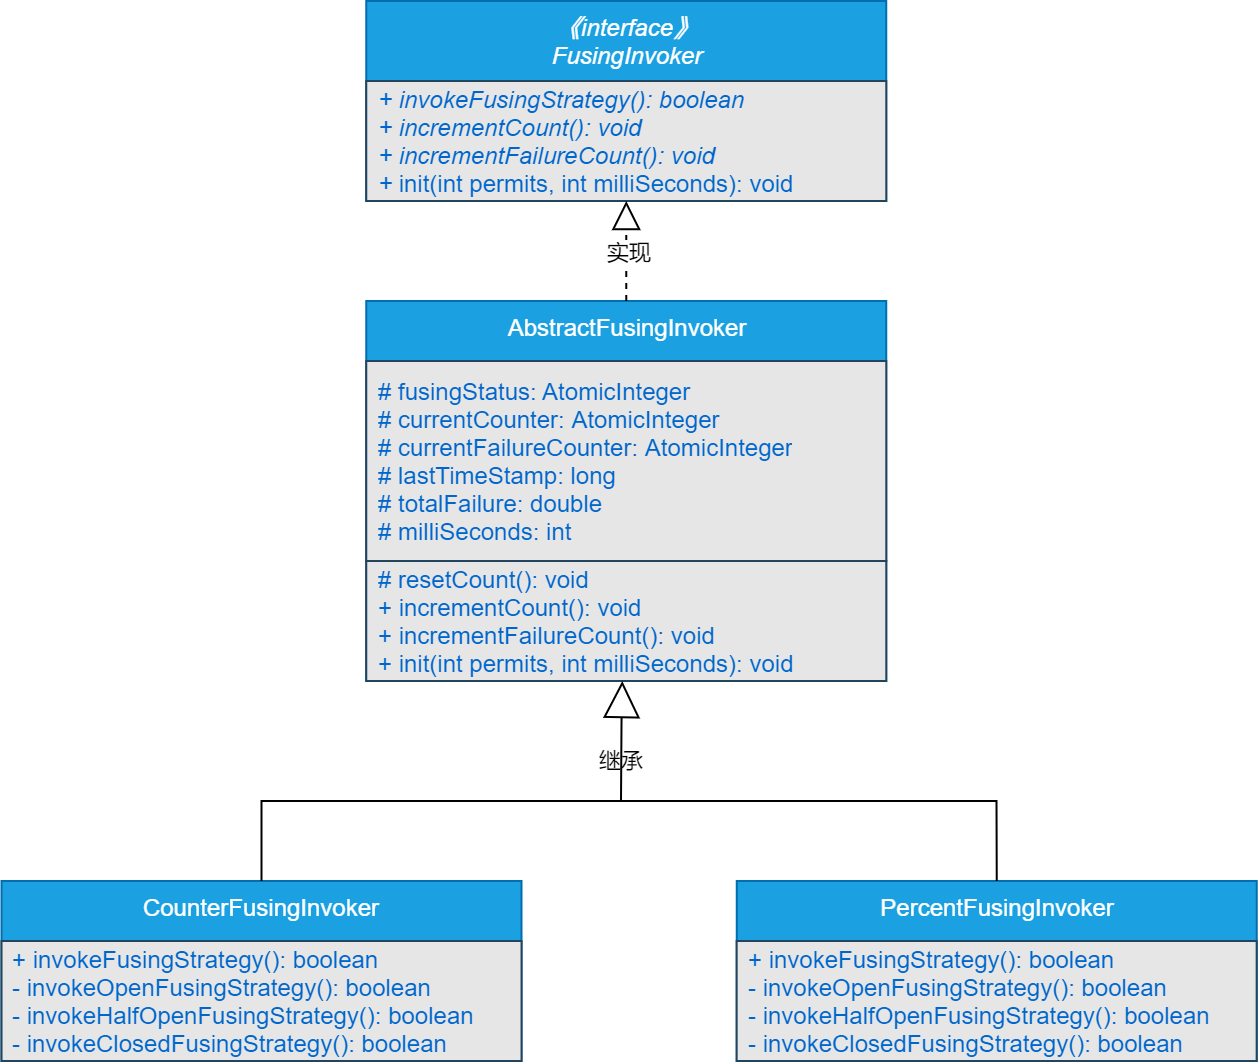 《interface》
FusingInvoker
+ invokeFusingStrategy(): boolean
+ incrementCount(): void
+ incrementFailureCount(): void
+ init(int permits, int milliSeconds): void
实现
AbstractFusingInvoker
# fusingStatus: AtomicInteger
# currentCounter: AtomicInteger
# currentFailureCounter: AtomicInteger
# lastTimeStamp: long
# totalFailure: double
# milliSeconds: int
# resetCount(): void
+ incrementCount(): void
+ incrementFailureCount(): void
+ init(int permits, int milliSeconds): void
继承
CounterFusingInvoker
+ invokeFusingStrategy(): boolean
- invokeOpenFusingStrategy(): boolean
- invokeHalfOpenFusingStrategy(): boolean
- invokeClosedFusingStrategy(): boolean
PercentFusingInvoker
+ invokeFusingStrategy(): boolean
- invokeOpenFusingStrategy(): boolean
- invokeHalfOpenFusingStrategy(): boolean
- invokeClosedFusingStrategy(): boolean